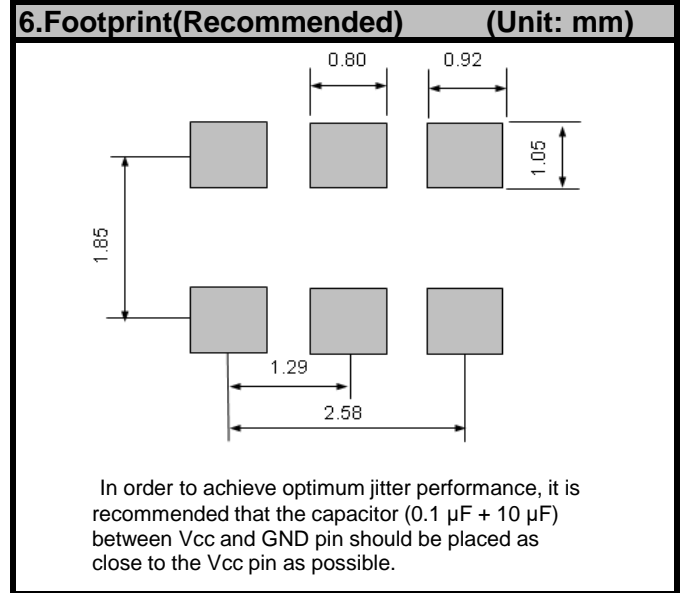 6.Footprint(Recommended) (Unit: mm)
0.80 0.92
1.05
1.85
1.29
2.58
In order to achieve optimum jitter performance, it is
recommended that the capacitor (0.1 µF + 10 µF)
between Vcc and GND pin should be placed as
close to the Vcc pin as possible.